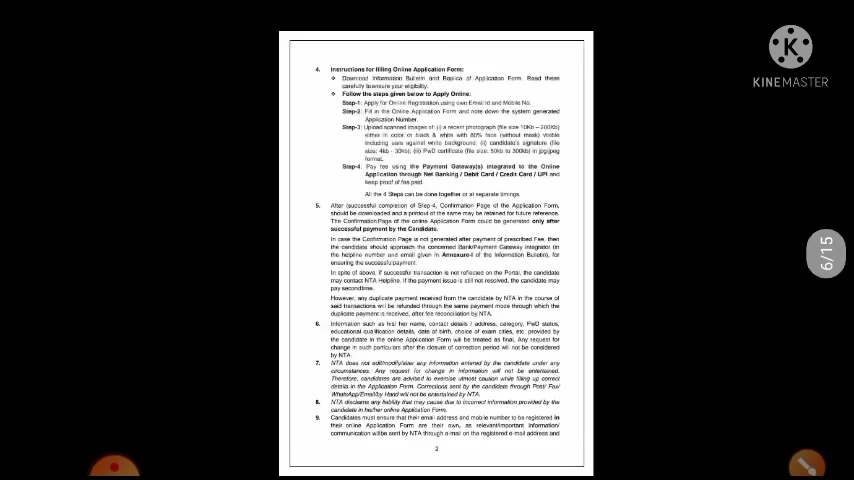 KINEMASTER
4. Instructions for filling Online Application Form:
❖ Download Information Bulletin and Replica of Application Form. Read these
carefully to ensure your eligibility.
❖ Follow the steps given below to Apply Online:
Step-1: Apply for Online Registration using own Email Id and Mobile No.
Step-2: Fill in the Online Application Form and note down the system generated
Application Number.
Step-3: Upload scanned images of: (i) a recent photograph (file size 10Kb – 200Kb)
either in color or black & white with 80% face (without mask) visible
including ears against white background; (ii) candidate's signature (file
size: 4kb - 30kb); (iii) PwD certificate (file size: 50kb to 300kb) in jpg/jpeg
format.
Step-4: Pay fee using the Payment Gateway(s) integrated to the Online
Application through Net Banking / Debit Card / Credit Card / UPI and
keep proof of fee paid.
All the 4 Steps can be done together or at separate timings.
5. After (successful completion of Step-4, Confirmation Page of the Application Form,
should be downloaded and a printout of the same may be retained for future reference.
The Confirmation Page of the online Application Form could be generated only after
successful payment by the Candidate.
In case the Confirmation Page is not generated after payment of prescribed Fee, then
the candidate should approach the concerned Bank/Payment Gateway integrator (in
the helpline number and email given in Annexure-I of the Information Bulletin), for
ensuring the successfulpayment.
In spite of above, if successful transaction is not reflected on the Portal, the candidate
may contact NTA Helpline. If the payment issue is still not resolved, the candidate may
pay secondtime.
However, any duplicate payment received from the candidate by NTA in the course of
said transactions will be refunded through the same payment mode through which the
duplicate payment is received, after fee reconciliation by NTA.
6. Information such as his/ her name, contact details / address, category, PwD status,
educational qualification details, date of birth, choice of exam cities, etc. provided by
the candidate in the online Application Form will be treated as final. Any request for
change in such particulars after the closure of correction period will not be considered
by NTA.
7. NTA does not edit/modify/alter any information entered by the candidate under any
circumstances. Any request for change in information will not be entertained.
Therefore, candidates are advised to exercise utmost caution while filling up correct
details in the Application Form. Corrections sent by the candidate through Post/ Fax/
WhatsApp/Email/by Hand will not be entertained by NTA.
8. NTA disclaims any liability that may cause due to incorrect information provided by the
candidate in his/her online Application Form.
9. Candidates must ensure that their email address and mobile number to be registered in
their online Application Form are their own, as relevant/important information/
communication willbe sent by NTA through e-mail on the registered e-mail address and
2
6/15